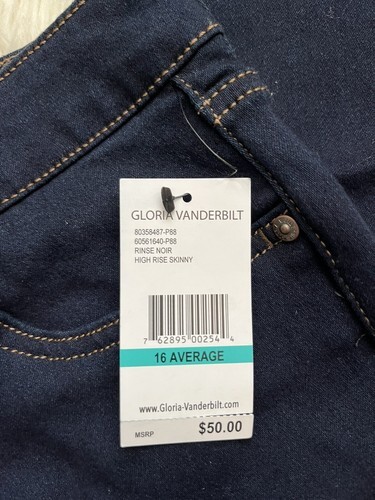 GLORIA VANDERBILT
80358487-P88
60561640-P88
RINSE NOIR
HIGH RISE SKINNY
7 62895 00254 4
16 AVERAGE
www.Gloria-Vanderbilt.com
MSRP $50.00